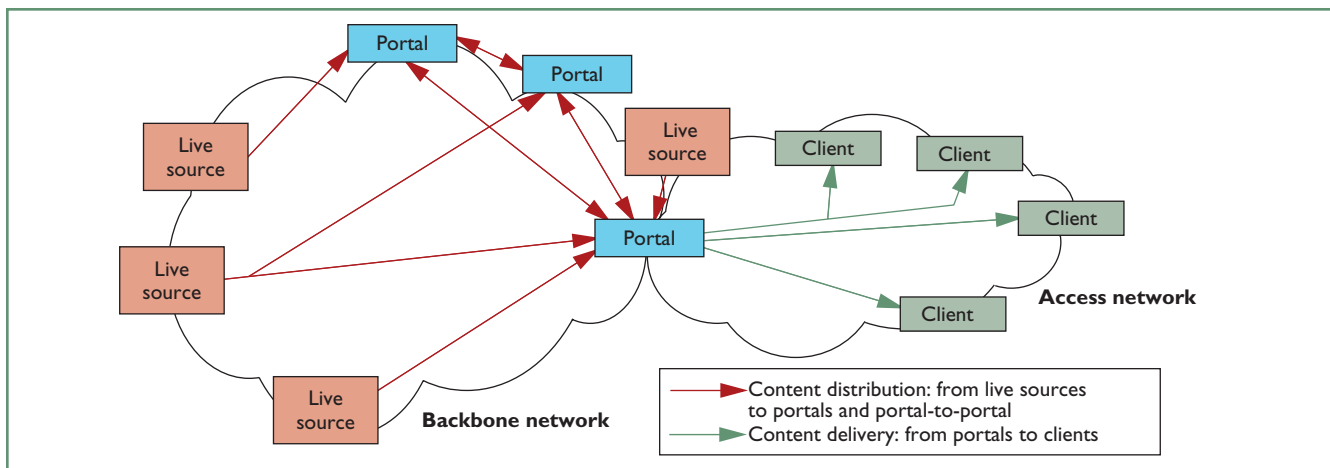 Portal
Portal
Live
source
Live
source
Client
Client
Client
Portal
Live
source
Client
Access network
Live
source
Backbone network
Content distribution: from live sources
to portals and portal-to-portal
Content delivery: from portals to clients